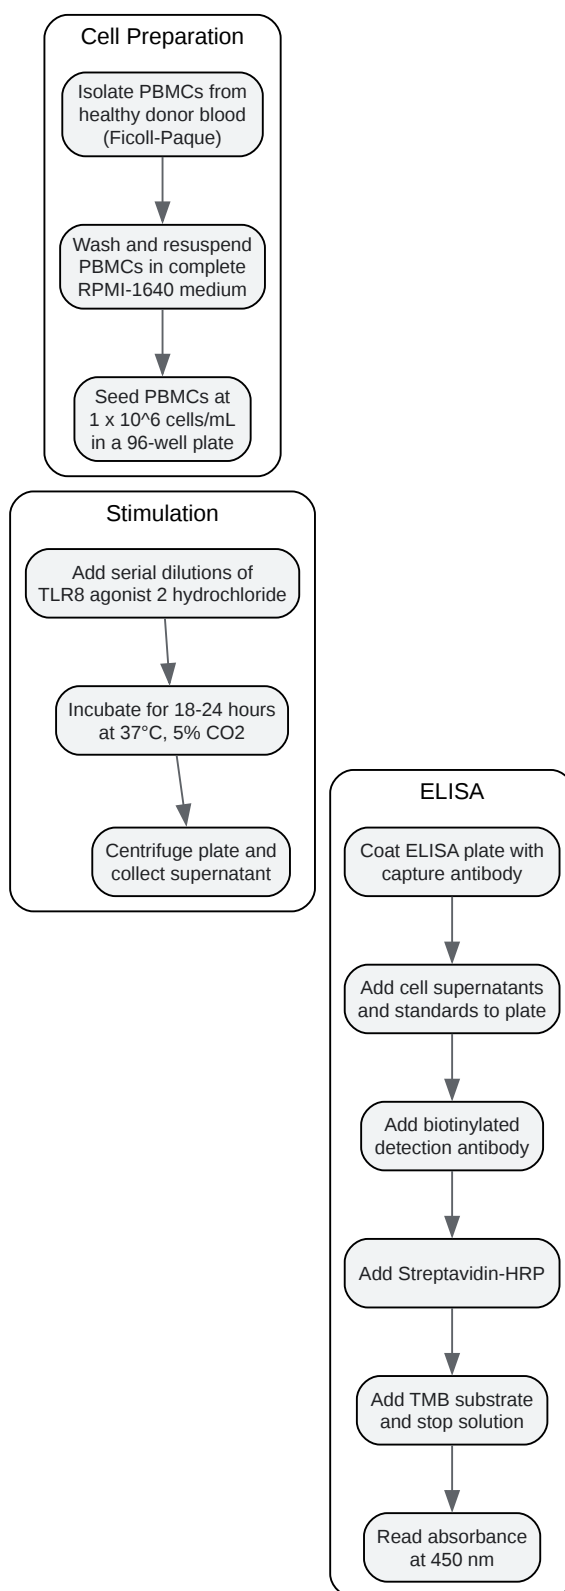 Cell Preparation
Isolate PBMCs from
healthy donor blood
(Ficoll-Paque)
Wash and resuspend
PBMCs in complete
RPMI-1640 medium
Seed PBMCs at
1 x 10^6 cells/mL
in a 96-well plate
Stimulation
Add serial dilutions of
TLR8 agonist 2 hydrochloride
Incubate for 18-24 hours
at 37°C, 5% CO2
Centrifuge plate and
collect supernatant
ELISA
Coat ELISA plate with
capture antibody
Add cell supernatants
and standards to plate
Add biotinylated
detection antibody
Add Streptavidin-HRP
Add TMB substrate
and stop solution
Read absorbance
at 450 nm